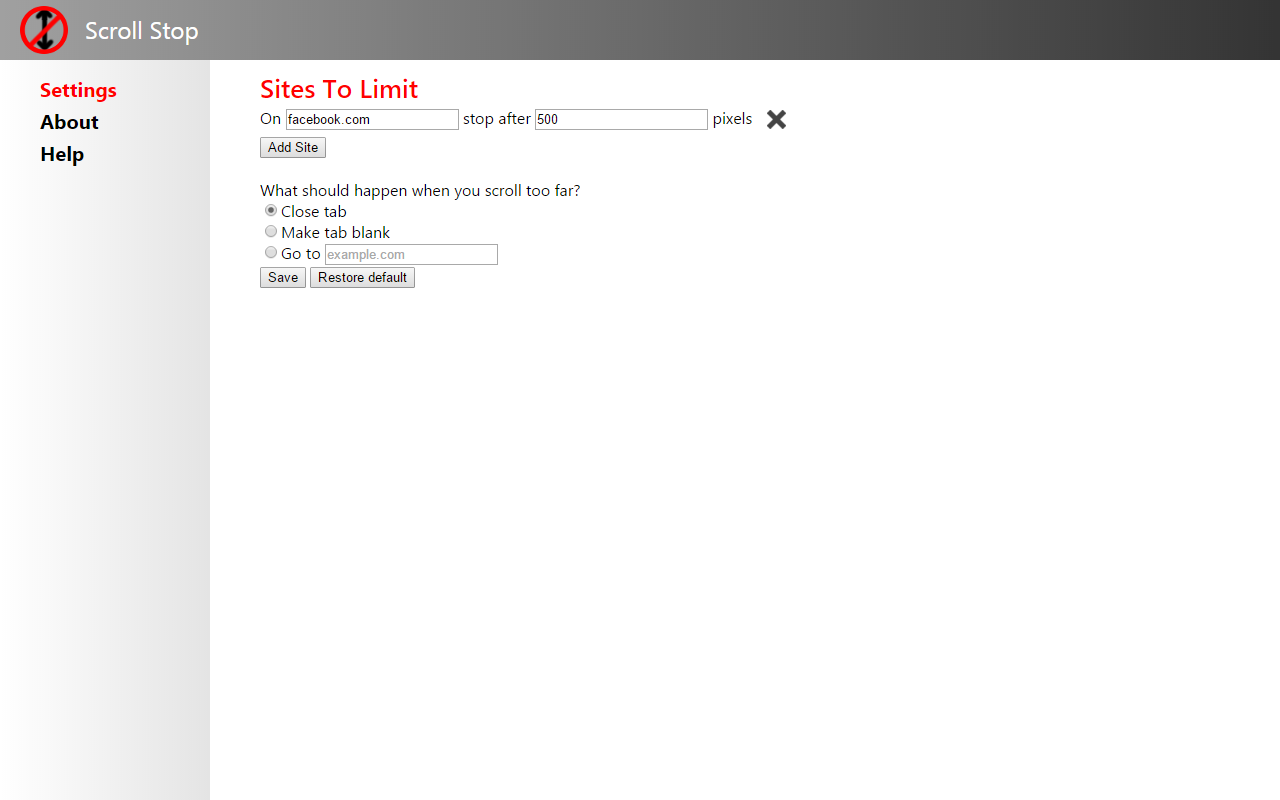 Scroll Stop
Settings
About
Help
Sites To Limit
On facebook.com stop after 500 pixels
Add Site
What should happen when you scroll too far?
Close tab
Make tab blank
Go to example.com
Save Restore default